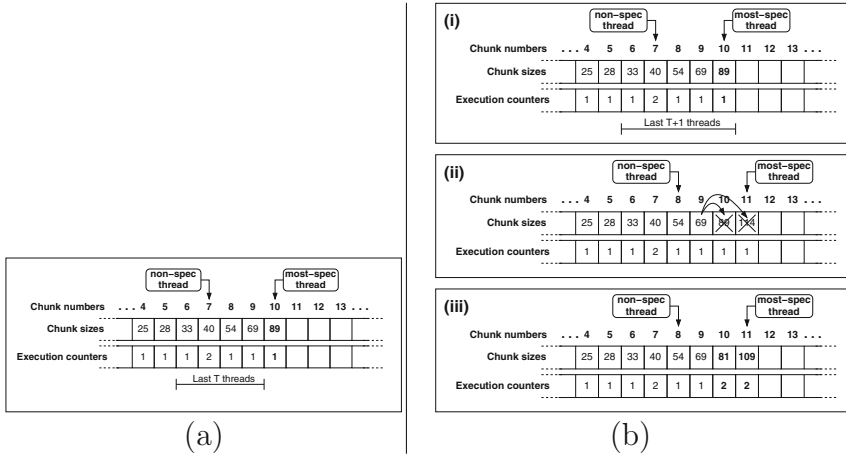 non-spec
thread
most-spec
thread
Chunk numbers ... 4 5 6 7 8 9 10 11 12 13 ...
Chunk sizes 25 28 33 40 54 69 89
Execution counters 1 1 1 2 1 1 1
Last T threads
(a)
(i)
non-spec
thread
most-spec
thread
Chunk numbers ... 4 5 6 7 8 9 10 11 12 13 ...
Chunk sizes 25 28 33 40 54 69 89
Execution counters 1 1 1 2 1 1 1
Last T+1 threads
(ii)
non-spec
thread
most-spec
thread
Chunk numbers ... 4 5 6 7 8 9 10 11 12 13 ...
Chunk sizes 25 28 33 40 54 69
Execution counters 1 1 1 2 1 1 1 1
(iii)
non-spec
thread
most-spec
thread
Chunk numbers ... 4 5 6 7 8 9 10 11 12 13 ...
Chunk sizes 25 28 33 40 54 69 81 109
Execution counters 1 1 1 2 1 1 2 2
(b)